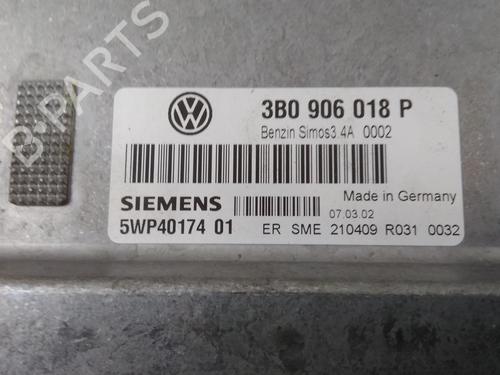 B-PARTS
3B0 906 018 P
Benzin Simos3.4A 0002
SIEMENS
Made in Germany
07.03.02
5WP40174 01
ER SME 210409 R031 0032